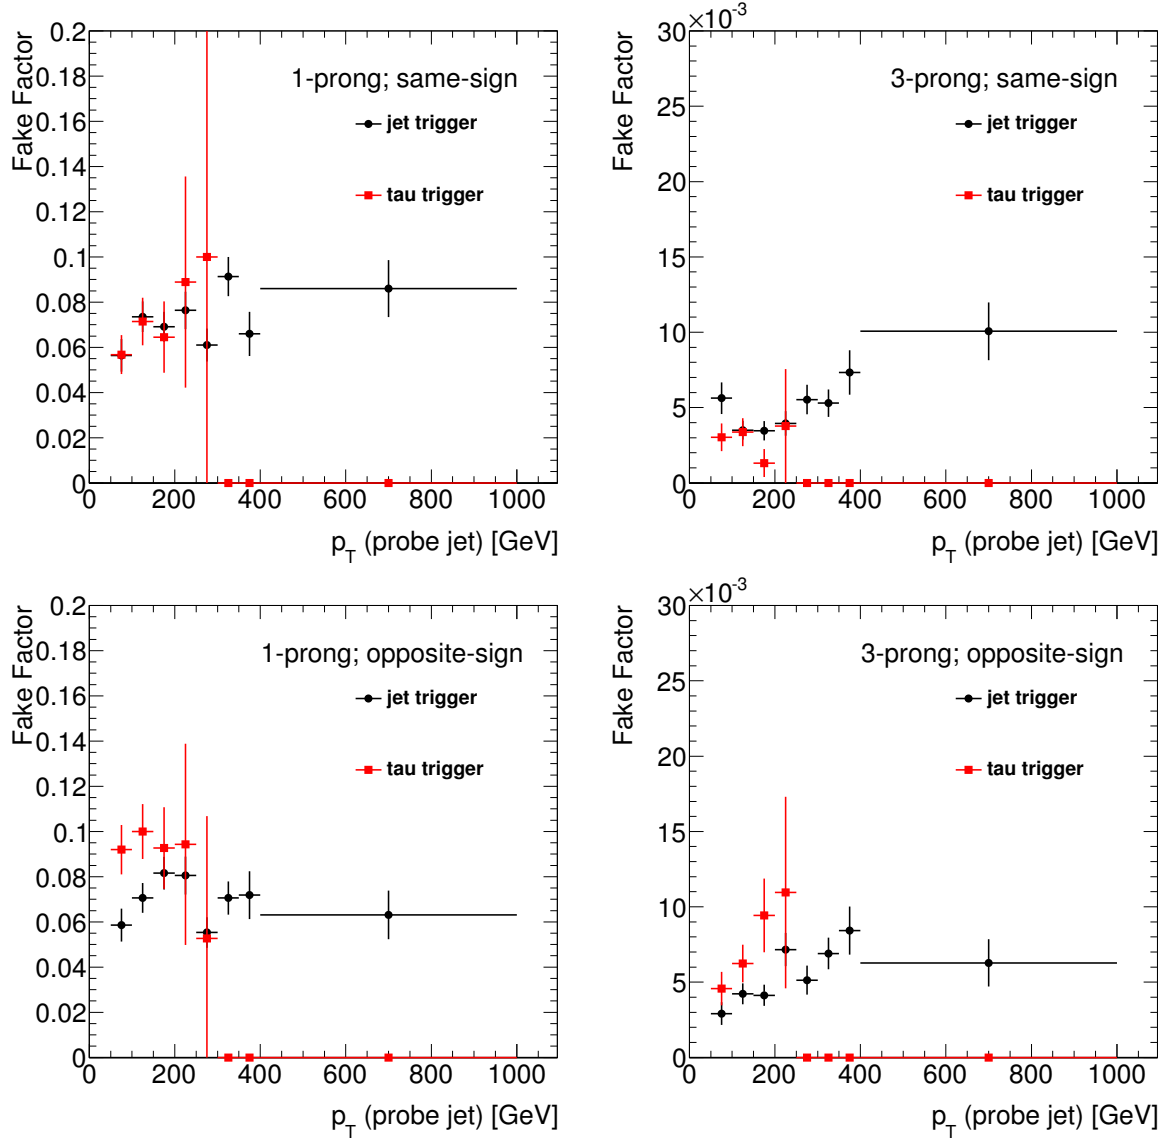 Fake Factor
0.2
0.18
0.16
0.14
0.12
0.1
0.08
0.06
0.04
0.02
0
1-prong; same-sign
jet trigger
tau trigger
0 200 400 600 800 1000
p_T (probe jet) [GeV]
×10^-3
Fake Factor
30
25
20
15
10
5
0
3-prong; same-sign
jet trigger
tau trigger
0 200 400 600 800 1000
p_T (probe jet) [GeV]
Fake Factor
0.2
0.18
0.16
0.14
0.12
0.1
0.08
0.06
0.04
0.02
0
1-prong; opposite-sign
jet trigger
tau trigger
0 200 400 600 800 1000
p_T (probe jet) [GeV]
×10^-3
Fake Factor
30
25
20
15
10
5
0
3-prong; opposite-sign
jet trigger
tau trigger
0 200 400 600 800 1000
p_T (probe jet) [GeV]